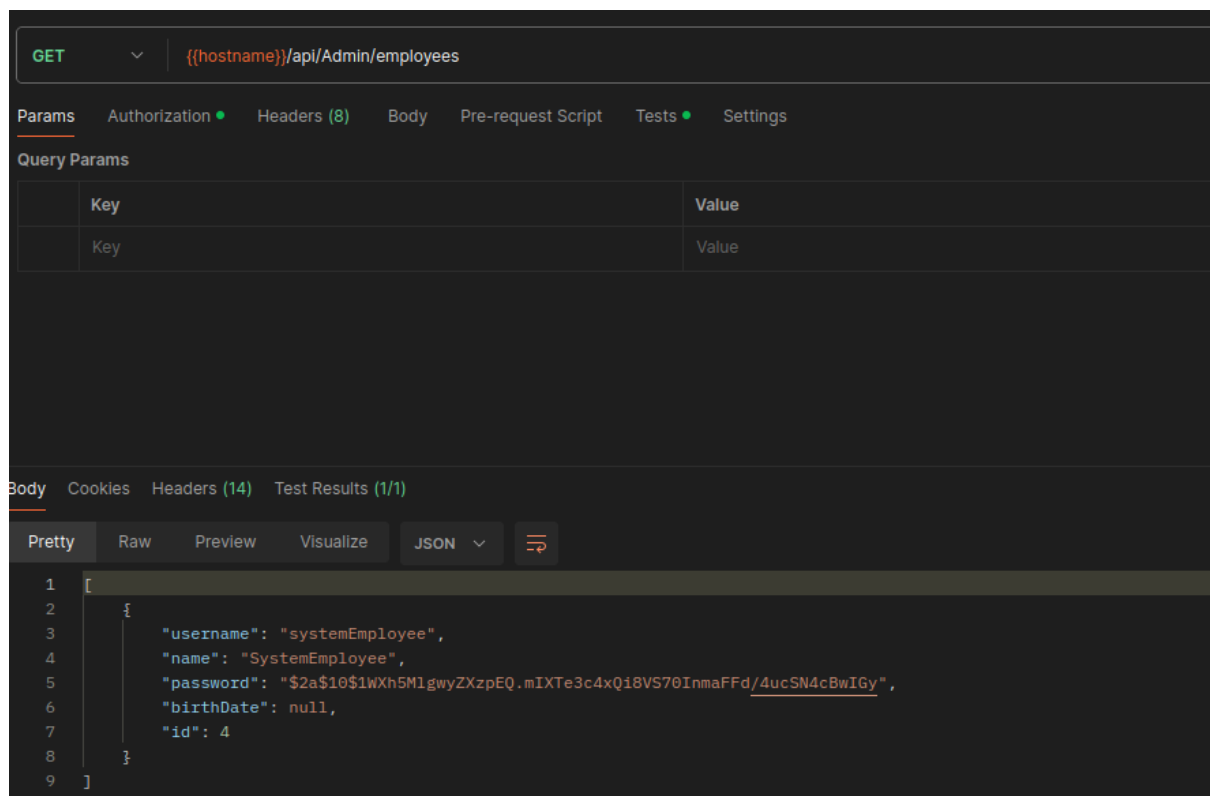 GET {{hostname}}/api/Admin/employees
Params Authorization Headers (8) Body Pre-request Script Tests Settings
Query Params
Key Value
Key Value
Body Cookies Headers (14) Test Results (1/1)
Pretty Raw Preview Visualize JSON
1 [
2 {
3 "username": "systemEmployee",
4 "name": "SystemEmployee",
5 "password": "$2a$10$1WXh5MlgwyZXzpEQ.mIXTe3c4xQi8VS70InmaFFd/4ucSN4cBwIGy",
6 "birthDate": null,
7 "id": 4
8 }
9 ]